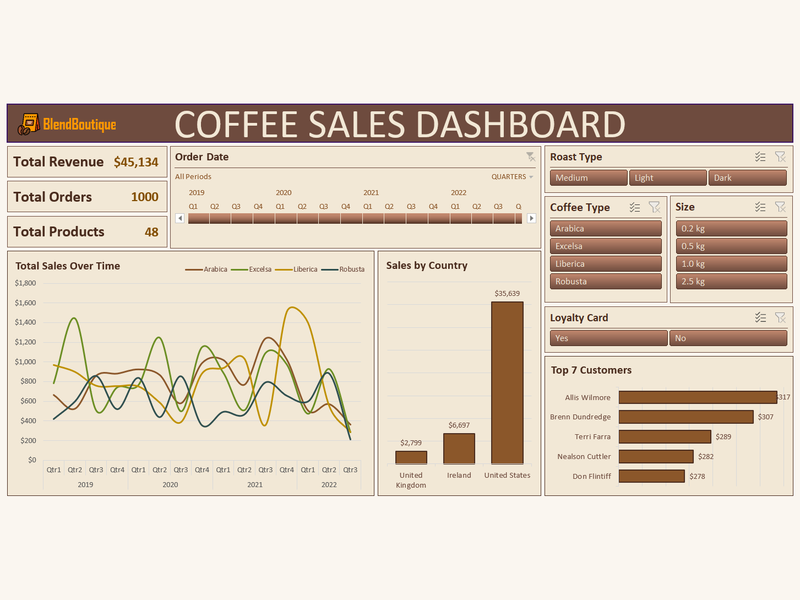 BlendBoutique
COFFEE SALES DASHBOARD
Total Revenue $45,134
Total Orders 1000
Total Products 48
Order Date
All Periods QUARTERS
2019 2020 2021 2022
Q1 Q2 Q3 Q4 Q1 Q2 Q3 Q4 Q1 Q2 Q3 Q4 Q1 Q2 Q3 Q
Roast Type
Medium Light Dark
Coffee Type
Arabica
Excelsa
Liberica
Robusta
Size
0.2 kg
0.5 kg
1.0 kg
2.5 kg
Loyalty Card
Yes No
Total Sales Over Time
Arabica Excelsa Liberica Robusta
$1,800
$1,600
$1,400
$1,200
$1,000
$800
$600
$400
$200
$0
Qtr1 Qtr2 Qtr3 Qtr4 Qtr1 Qtr2 Qtr3 Qtr4 Qtr1 Qtr2 Qtr3 Qtr4 Qtr1 Qtr2 Qtr3
2019 2020 2021 2022
Sales by Country
$35,639
$6,697
$2,799
United Kingdom
Ireland
United States
Top 7 Customers
Allis Wilmore $317
Brenn Dundredge $307
Terri Farra $289
Nealson Cuttler $282
Don Flintiff $278